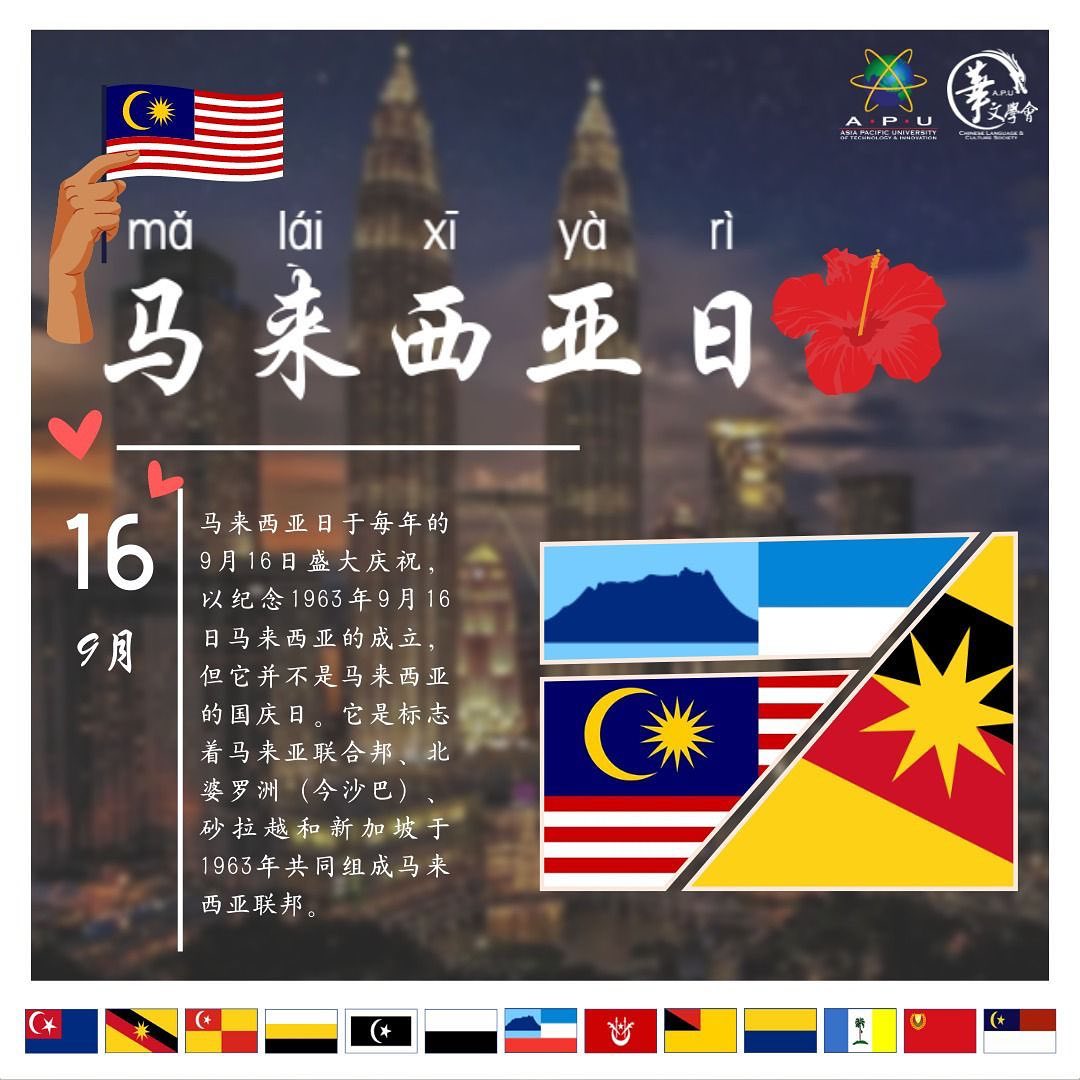 A·P·U
ASIA PACIFIC UNIVERSITY
OF TECHNOLOGY & INNOVATION
華
A.P.U
文學會
CHINESE LANGUAGE &
CULTURE SOCIETY
mǎ lái xī yà rì
马来西亚日
16
9月
马来西亚日于每年的
9月16日盛大庆祝，
以纪念1963年9月16
日马来西亚的成立，
但它并不是马来西亚
的国庆日。它是标志
着马来亚联合邦、北
婆罗洲（今沙巴）、
砂拉越和新加坡于
1963年共同组成马来
西亚联邦。